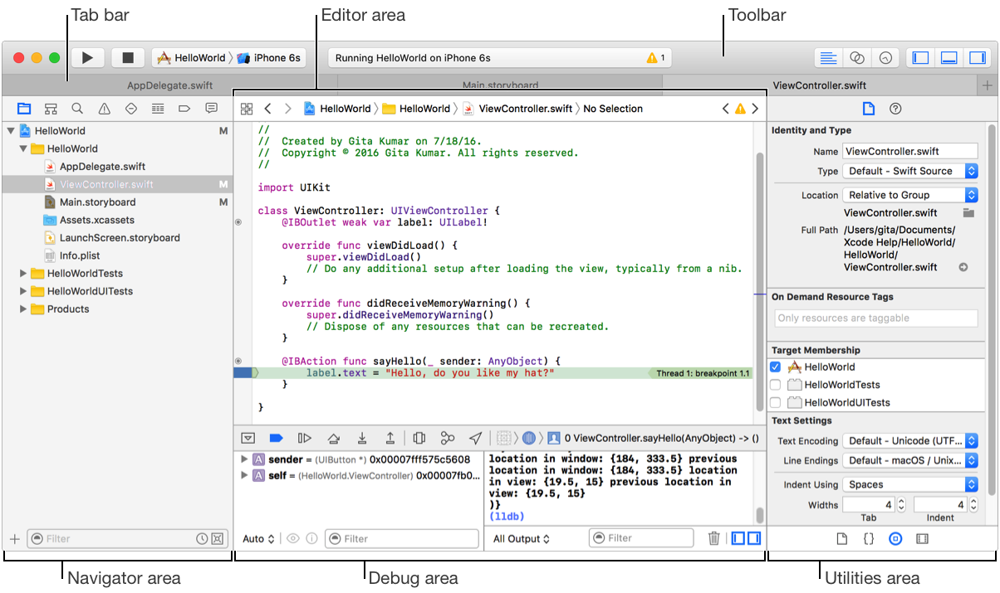 Tab bar
Editor area
Toolbar
HelloWorld
iPhone 6s
Running HelloWorld on iPhone 6s
1
AppDelegate.swift
Main.storyboard
ViewController.swift
HelloWorld
HelloWorld
ViewController.swift
No Selection
HelloWorld M
HelloWorld
AppDelegate.swift
ViewController.swift M
Main.storyboard M
Assets.xcassets
LaunchScreen.storyboard
Info.plist
HelloWorldTests
HelloWorldUITests
Products
Filter
//
// Created by Gita Kumar on 7/18/16.
// Copyright © 2016 Gita Kumar. All rights reserved.
//
import UIKit
class ViewController: UIViewController {
@IBOutlet weak var label: UILabel!
override func viewDidLoad() {
super.viewDidLoad()
// Do any additional setup after loading the view, typically from a nib.
}
override func didReceiveMemoryWarning() {
super.didReceiveMemoryWarning()
// Dispose of any resources that can be recreated.
}
@IBAction func sayHello(_ sender: AnyObject) {
label.text = "Hello, do you like my hat?" Thread 1: breakpoint 1.1
}
}
0 ViewController.sayHello(AnyObject) -> ()
A sender = (UIButton *) 0x00007fff575c5608
A self = (HelloWorld.ViewController) 0x00007fb0...
Auto
Filter
location in window: {184, 333.5} previous
location in window: {184, 333.5} location
in view: {19.5, 15} previous location in
view: {19.5, 15}
)}
(lldb)
All Output
Filter
Identity and Type
Name ViewController.swift
Type Default - Swift Source
Location Relative to Group
ViewController.swift
Full Path /Users/gita/Documents/
Xcode Help/HelloWorld/
HelloWorld/
ViewController.swift
On Demand Resource Tags
Only resources are taggable
Target Membership
HelloWorld
HelloWorldTests
HelloWorldUITests
Text Settings
Text Encoding Default - Unicode (UTF...
Line Endings Default - macOS / Unix...
Indent Using Spaces
Widths 4 4
Tab Indent
Navigator area
Debug area
Utilities area